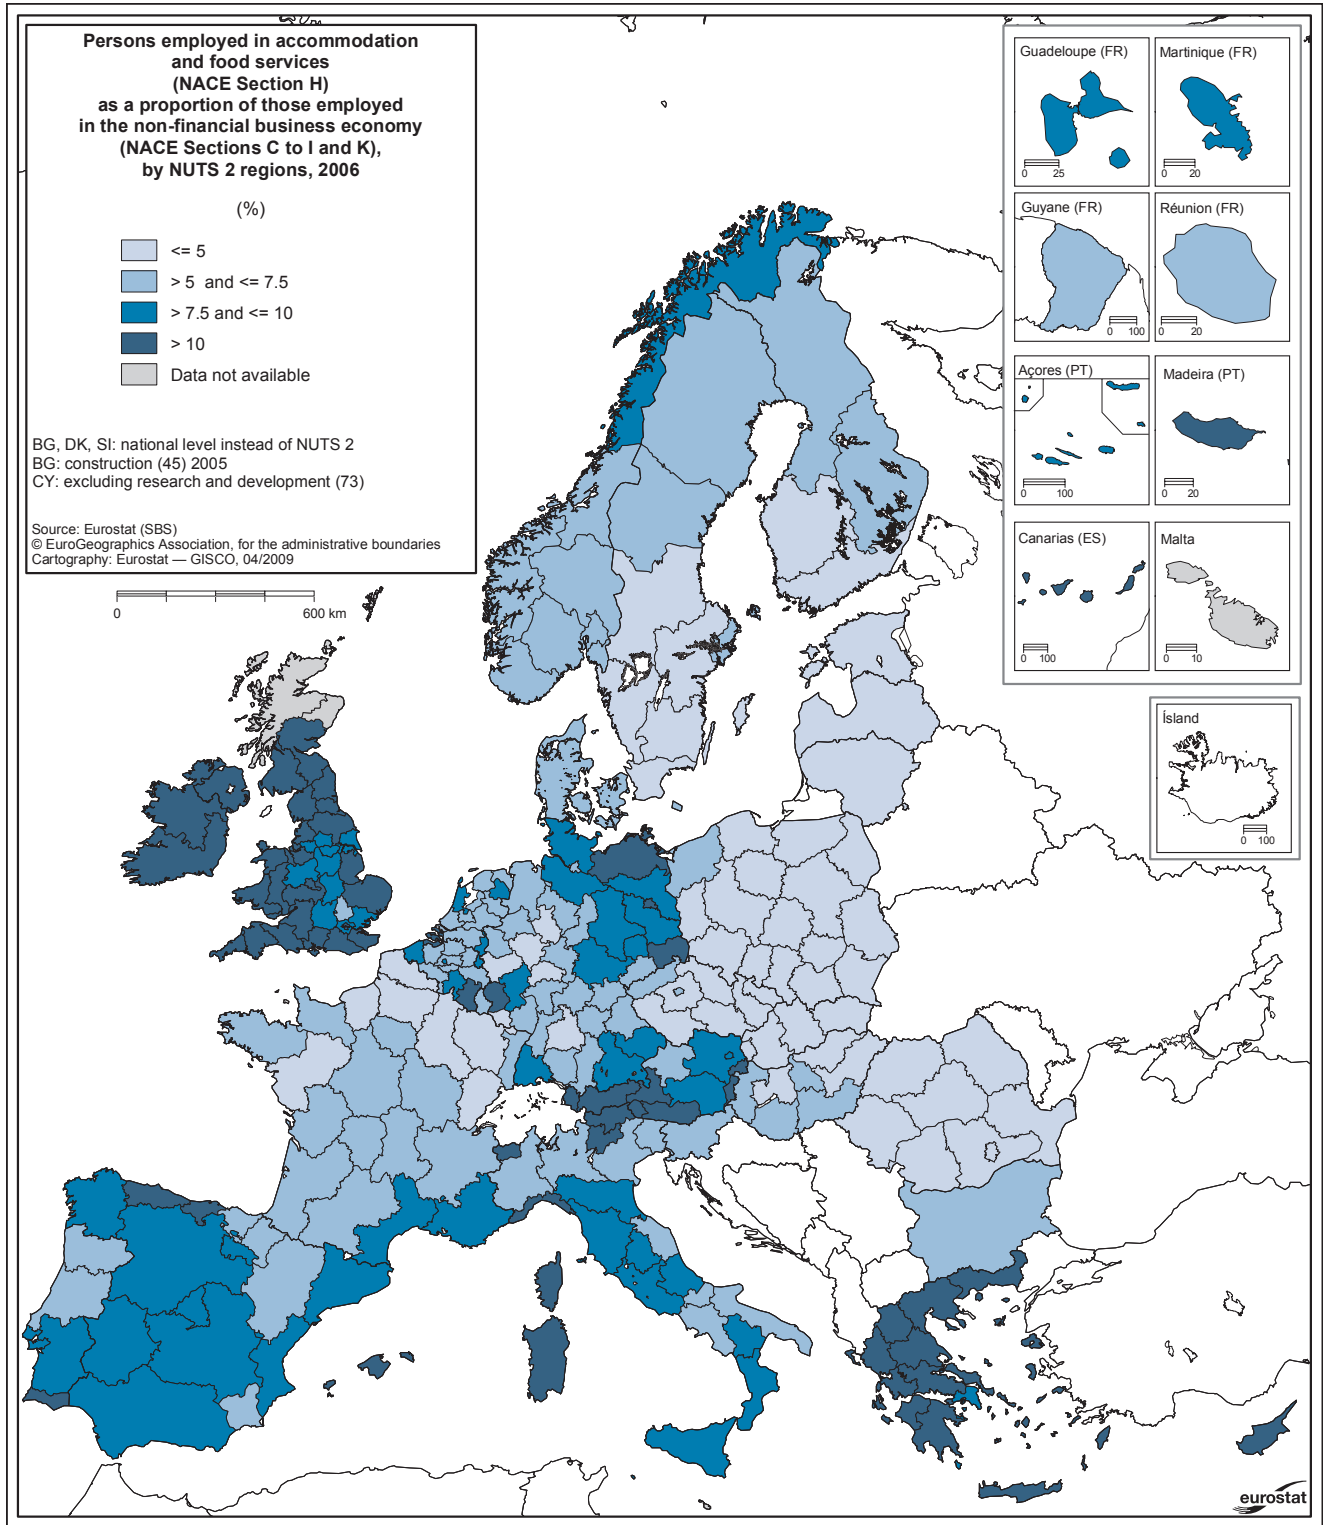 Persons employed in accommodation
and food services
(NACE Section H)
as a proportion of those employed
in the non-financial business economy
(NACE Sections C to I and K),
by NUTS 2 regions, 2006
(%)
<= 5
> 5 and <= 7.5
> 7.5 and <= 10
> 10
Data not available
BG, DK, SI: national level instead of NUTS 2
BG: construction (45) 2005
CY: excluding research and development (73)
Source: Eurostat (SBS)
© EuroGeographics Association, for the administrative boundaries
Cartography: Eurostat — GISCO, 04/2009
0 600 km
Guadeloupe (FR)
0 25
Martinique (FR)
0 20
Guyane (FR)
0 100
Réunion (FR)
0 20
Açores (PT)
0 100
Madeira (PT)
0 20
Canarias (ES)
0 100
Malta
0 10
Ísland
0 100
eurostat